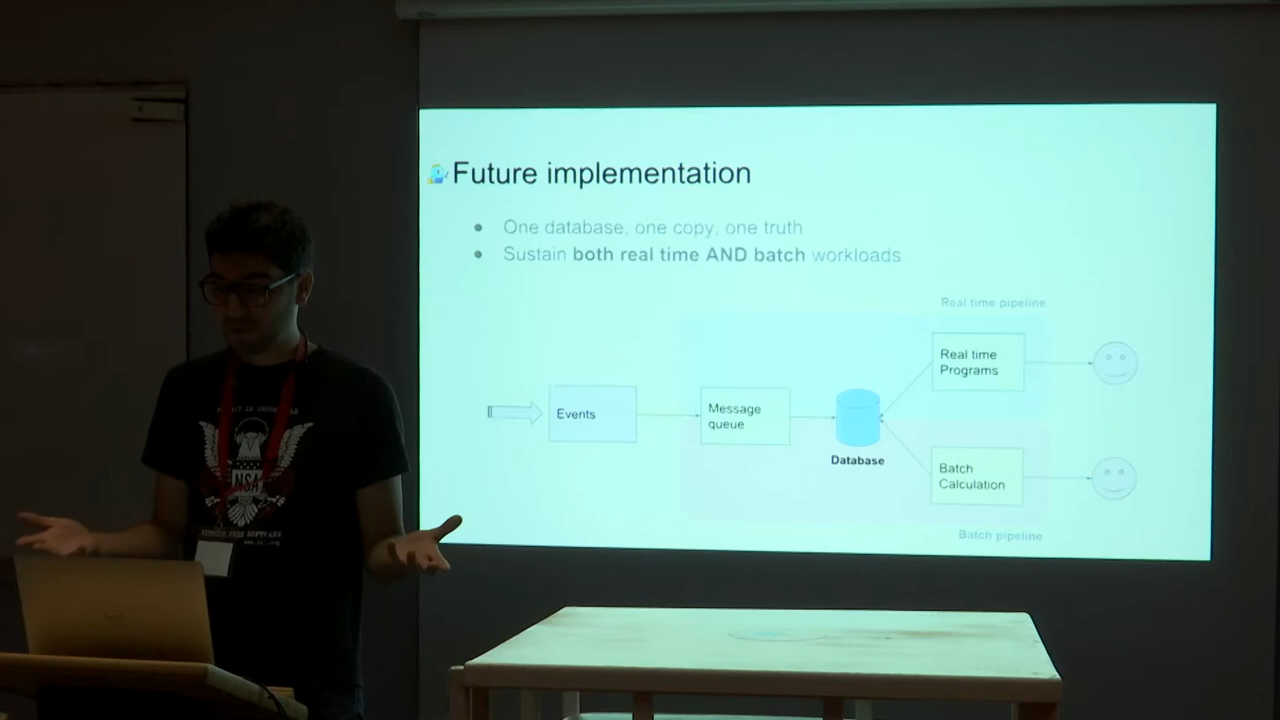 Future implementation
● One database, one copy, one truth
● Sustain both real time AND batch workloads
Real time pipeline
Real time
Programs
Events
Message
queue
Database
Batch
Calculation
Batch pipeline
NSA